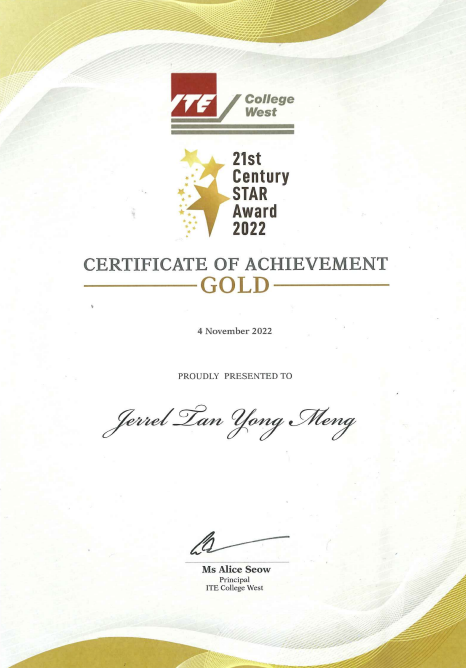 ITE College
West
21st
Century
STAR
Award
2022
CERTIFICATE OF ACHIEVEMENT
GOLD
4 November 2022
PROUDLY PRESENTED TO
Jerrel Tan Yong Meng
Ms Alice Seow
Principal
ITE College West